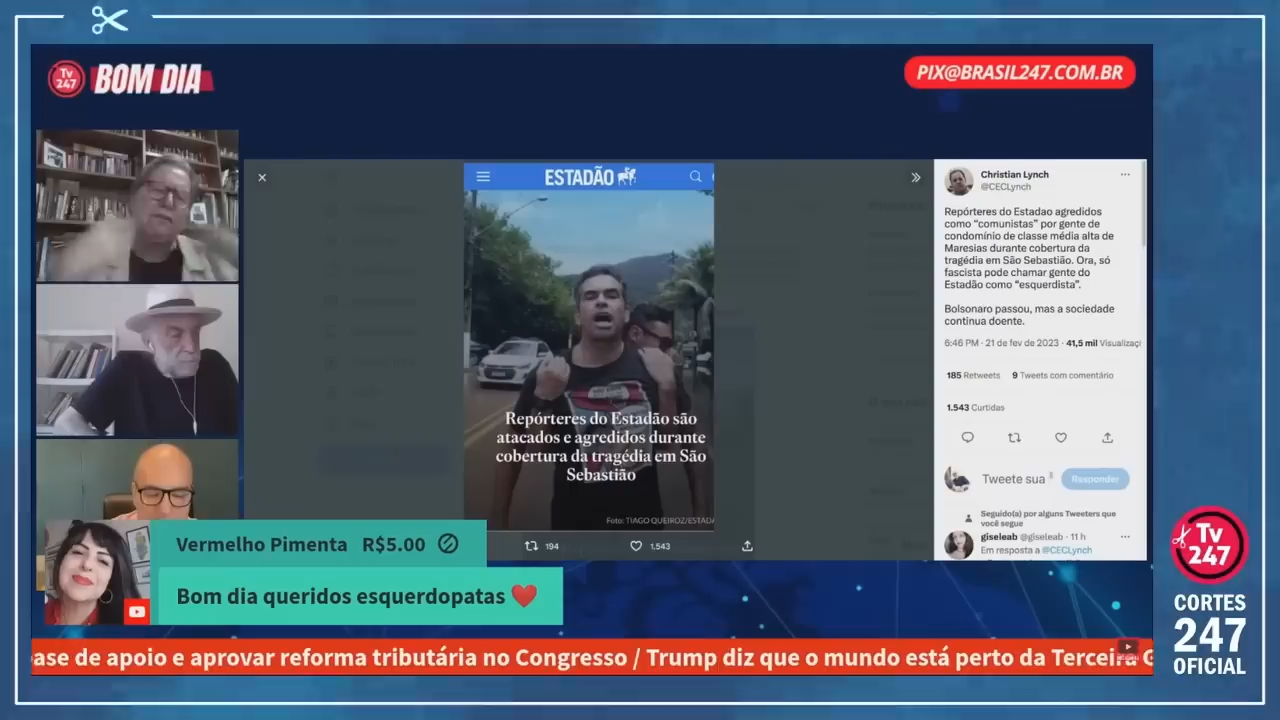 Tv 247
BOM DIA
PIX@BRASIL247.COM.BR
ESTADÃO
Repórteres do Estadão são
atacados e agredidos durante
cobertura da tragédia em São
Sebastião
Foto: TIAGO QUEIROZ/ESTADA
194
1.543
Christian Lynch
@CECLynch
Repórteres do Estadao agredidos
como “comunistas” por gente de
condomínio de classe média alta de
Maresias durante cobertura da
tragédia em São Sebastião. Ora, só
fascista pode chamar gente do
Estadão como “esquerdista”.
Bolsonaro passou, mas a sociedade
continua doente.
6:46 PM · 21 de fev de 2023 · 41,5 mil Visualizaç
185 Retweets 9 Tweets com comentário
1.543 Curtidas
Tweete sua
Responder
Seguido(s) por alguns Tweeters que
você segue
giseleab @giseleab · 11 h
Em resposta a @CECLynch
Vermelho Pimenta R$5.00
Bom dia queridos esquerdopatas ❤️
ase de apoio e aprovar reforma tributária no Congresso / Trump diz que o mundo está perto da Terceira G
Tv
247
CORTES
247
OFICIAL